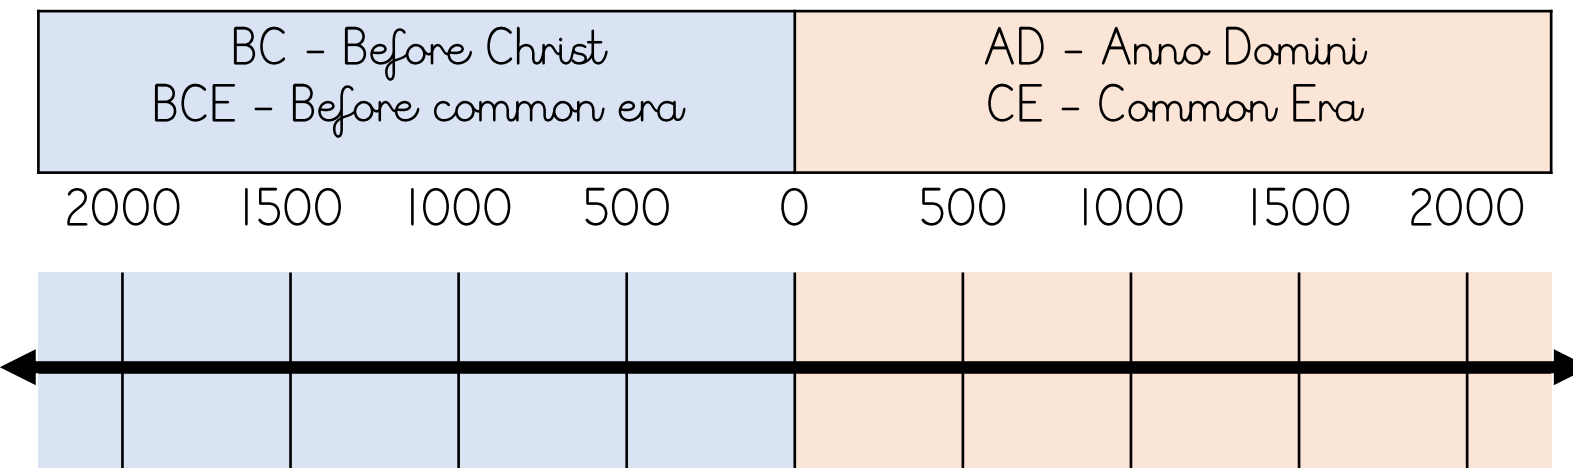 BC - Before Christ
BCE - Before common era
AD - Anno Domini
CE - Common Era
2000 1500 1000 500 0 500 1000 1500 2000